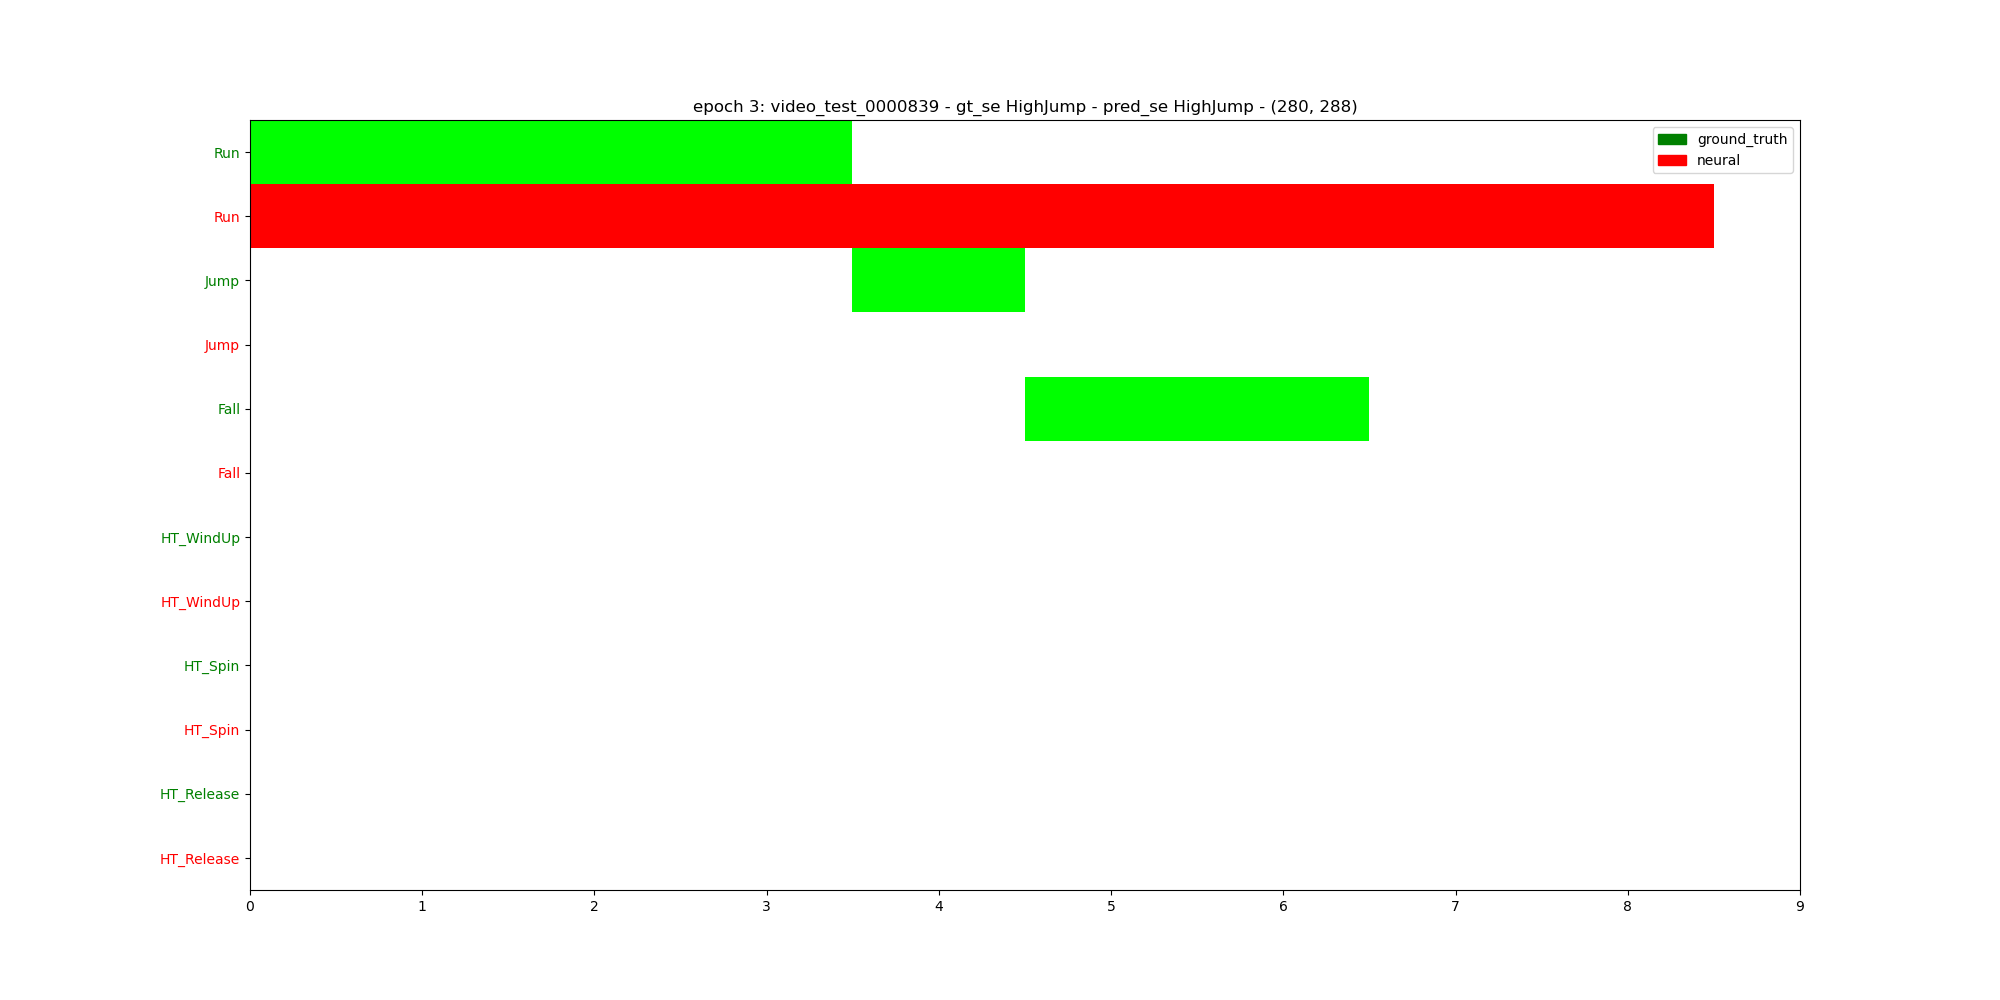 epoch 3: video_test_0000839 - gt_se HighJump - pred_se HighJump - (280, 288)
ground_truth
neural
Run
Run
Jump
Jump
Fall
Fall
HT_WindUp
HT_WindUp
HT_Spin
HT_Spin
HT_Release
HT_Release
0 1 2 3 4 5 6 7 8 9